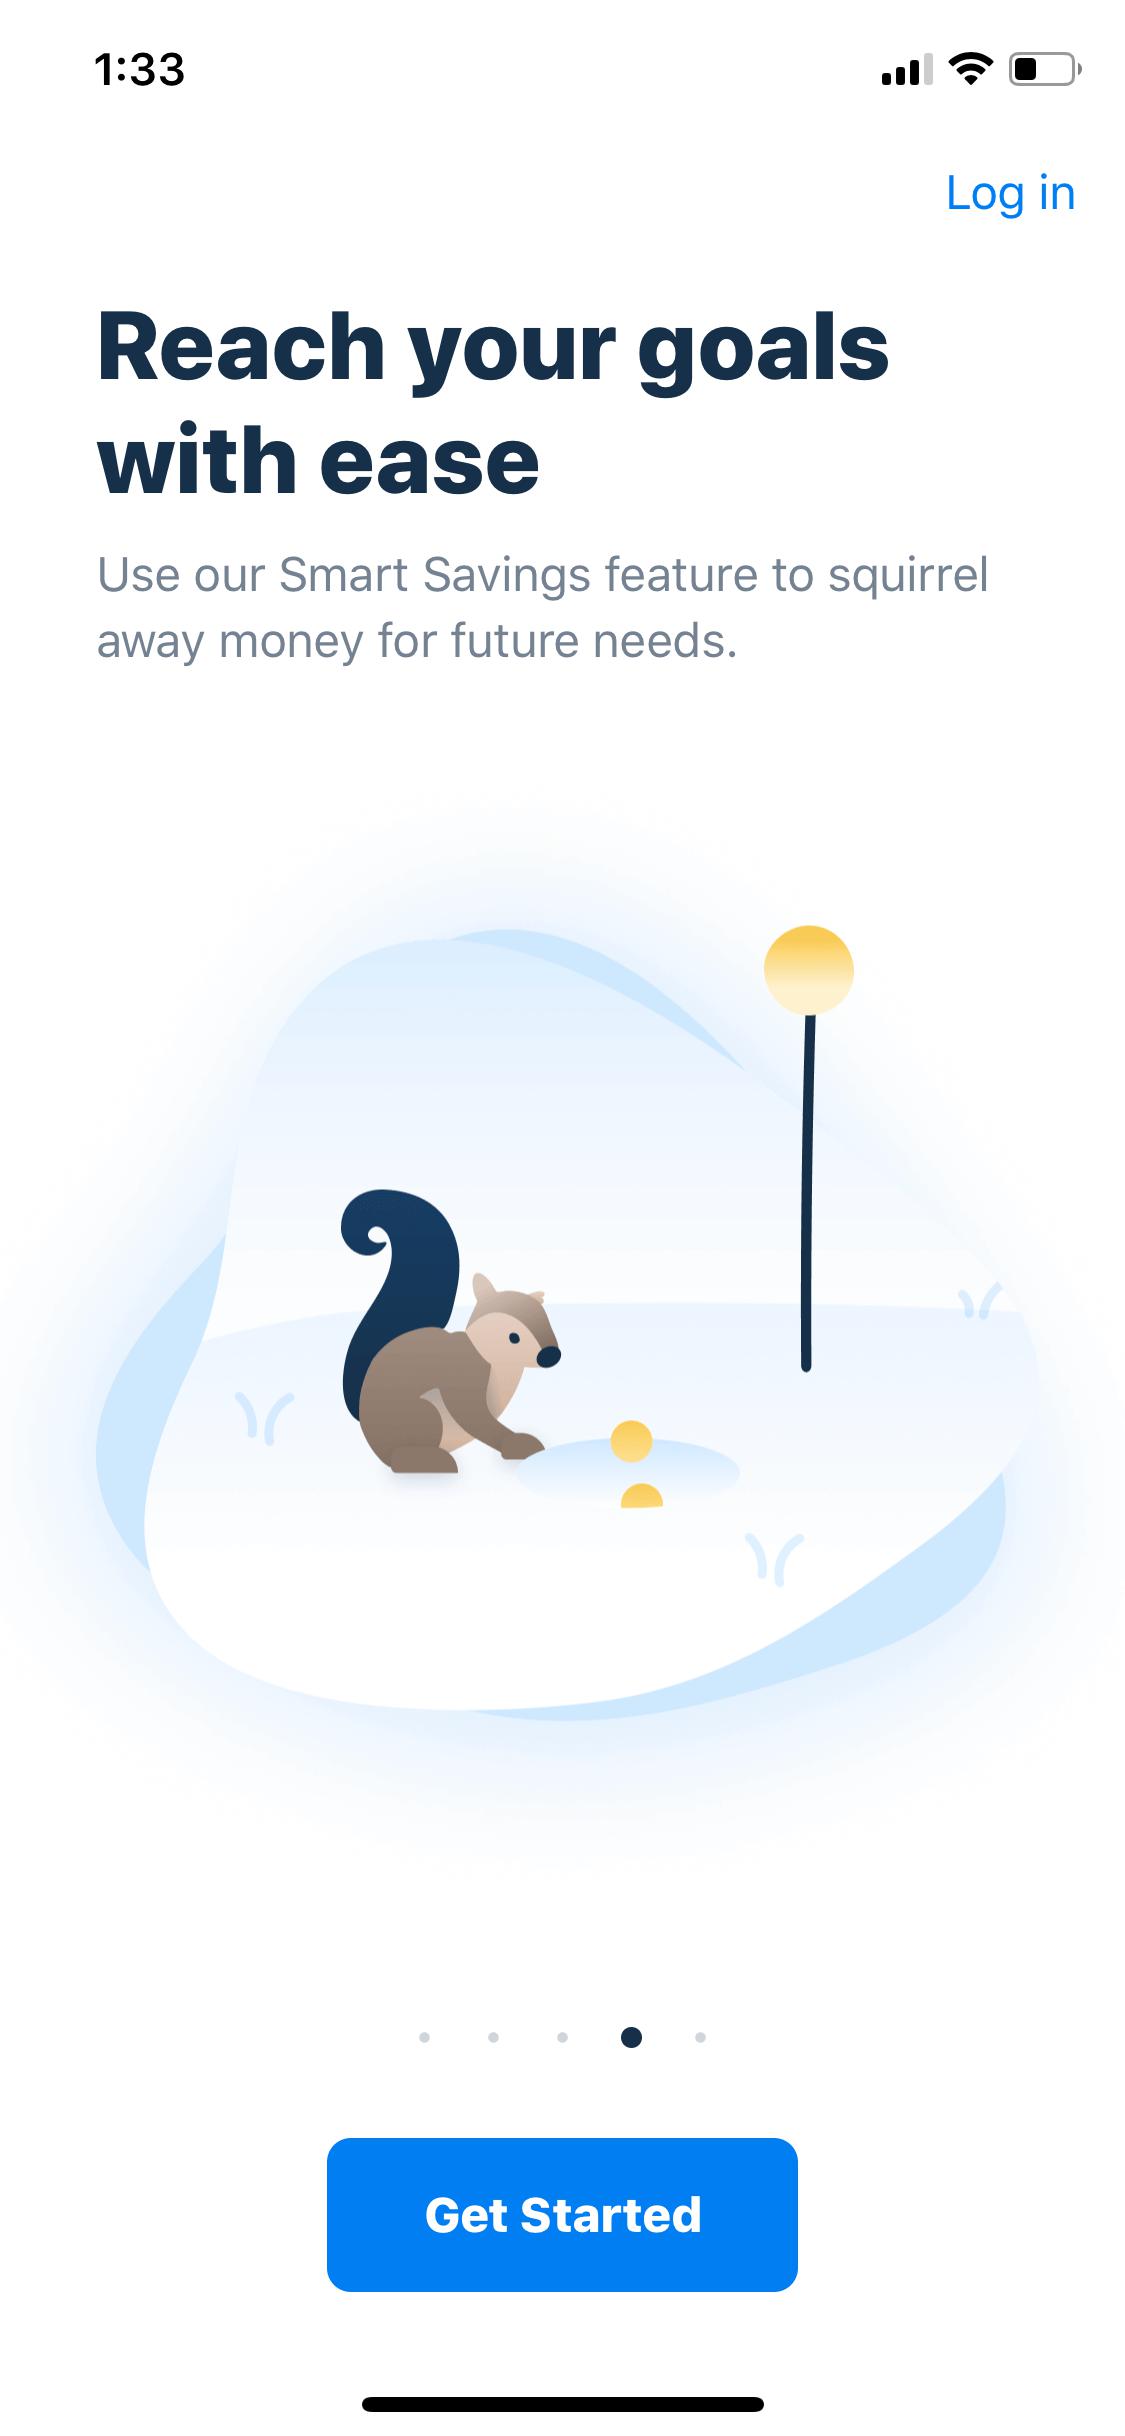 1:33
Log in
Reach your goals
with ease
Use our Smart Savings feature to squirrel
away money for future needs.
Get Started